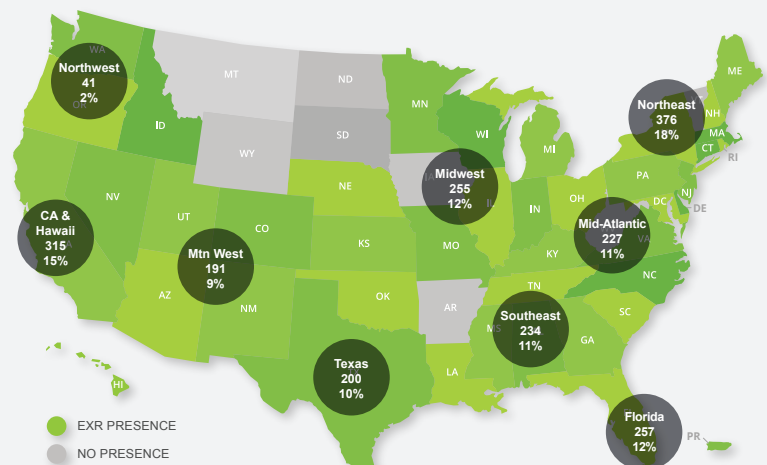 WA
Northwest
41
2%
OR
MT
ND
MN
ID
SD
WY
WI
MI
ME
Northeast
376
18%
NH
MA
CT
RI
NV
UT
CO
NE
KS
MO
Midwest
255
12%
IL
IN
OH
PA
NJ
DE
DC
CA &
Hawaii
315
15%
Mtn West
191
9%
Mid-Atlantic
227
11%
VA
KY
NC
TN
SC
AZ
NM
OK
AR
MS
Southeast
234
11%
GA
LA
Texas
200
10%
HI
Florida
257
12%
PR
EXR PRESENCE
NO PRESENCE